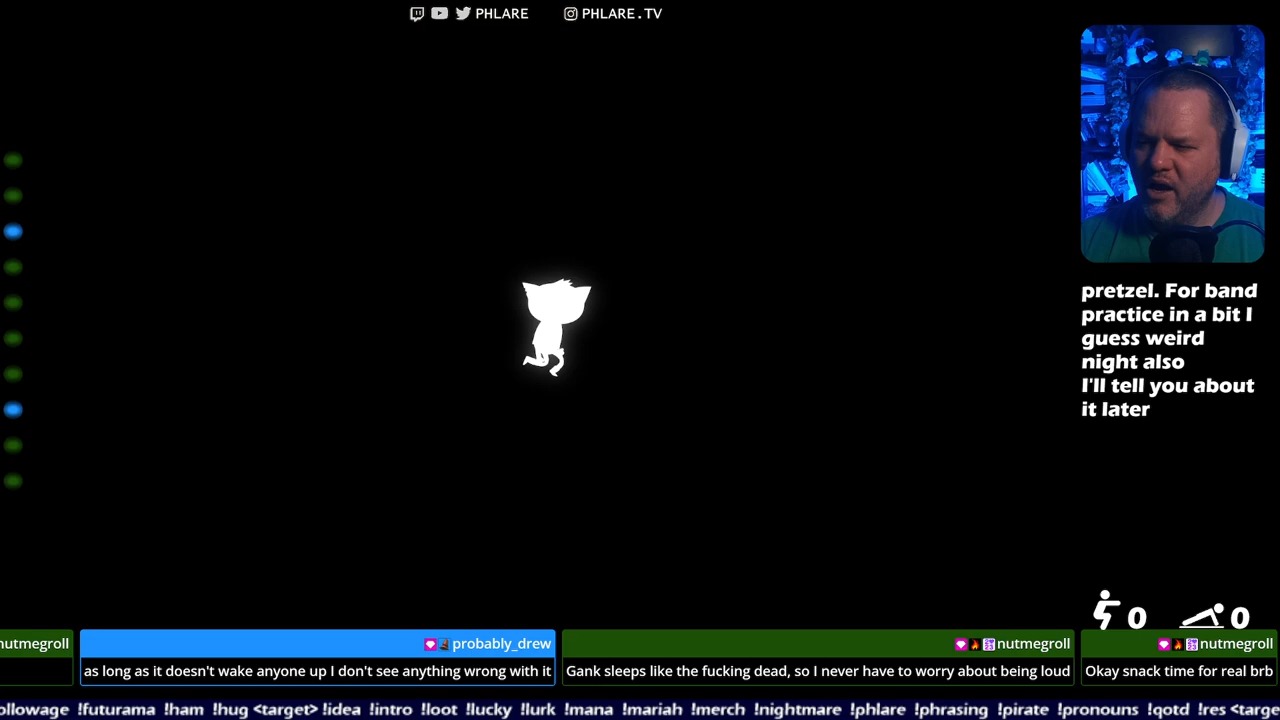 PHLARE PHLARE.TV
pretzel. For band
practice in a bit I
guess weird
night also
I'll tell you about
it later
0 0
nutmegroll probably_drew nutmegroll nutmegroll
as long as it doesn't wake anyone up I don't see anything wrong with it Gank sleeps like the fucking dead, so I never have to worry about being loud Okay snack time for real brb
ollowage !futurama !ham !hug <target> !idea !intro !loot !lucky !lurk !mana !mariah !merch !nightmare !phlare !phrasing !pirate !pronouns !qotd !res <targe